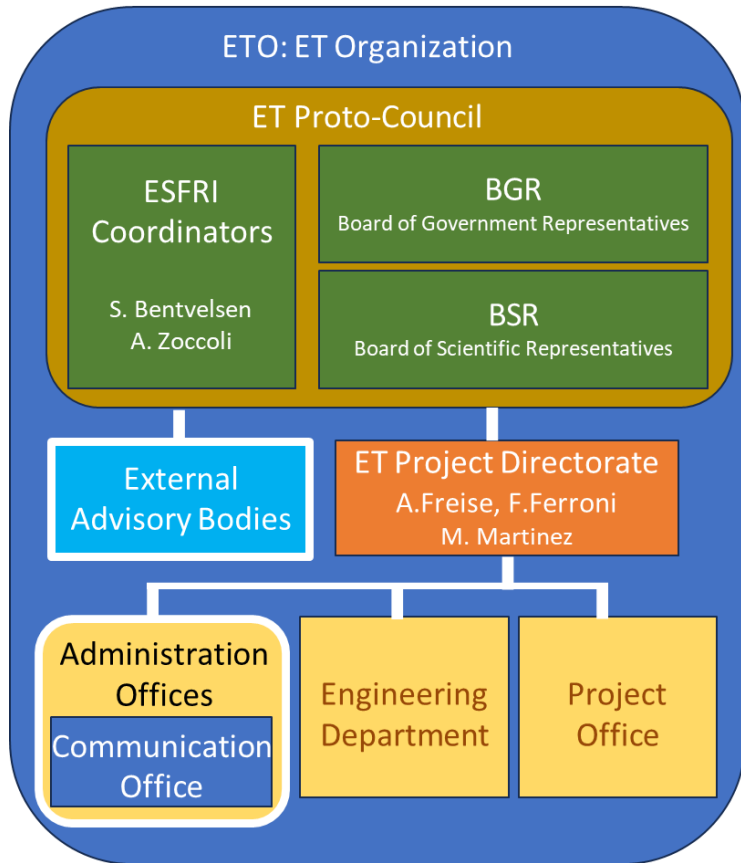 ETO: ET Organization
ET Proto-Council
ESFRI
Coordinators
S. Bentvelsen
A. Zoccoli
BGR
Board of Government Representatives
BSR
Board of Scientific Representatives
External
Advisory Bodies
ET Project Directorate
A.Freise, F.Ferroni
M. Martinez
Administration
Offices
Communication
Office
Engineering
Department
Project
Office